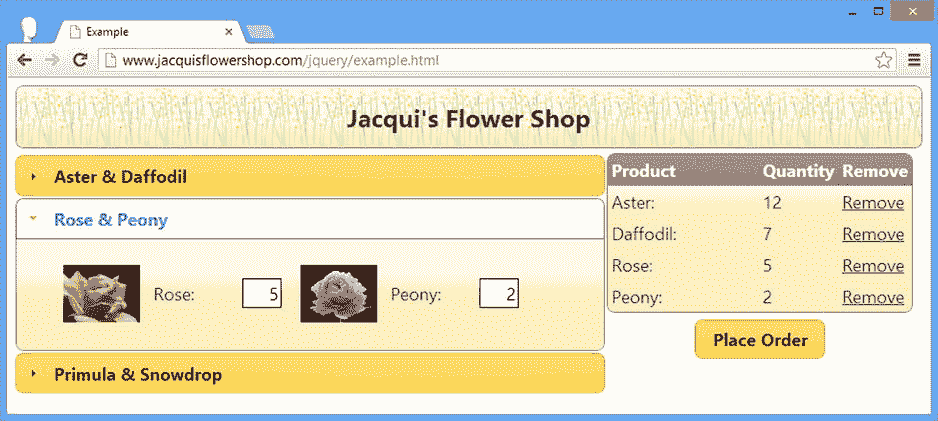 Example
www.jacquisflowershop.com/jquery/example.html
Jacqui's Flower Shop
Aster & Daffodil
Rose & Peony
Rose: 5 Peony: 2
Primula & Snowdrop
Product Quantity Remove
Aster: 12 Remove
Daffodil: 7 Remove
Rose: 5 Remove
Peony: 2 Remove
Place Order